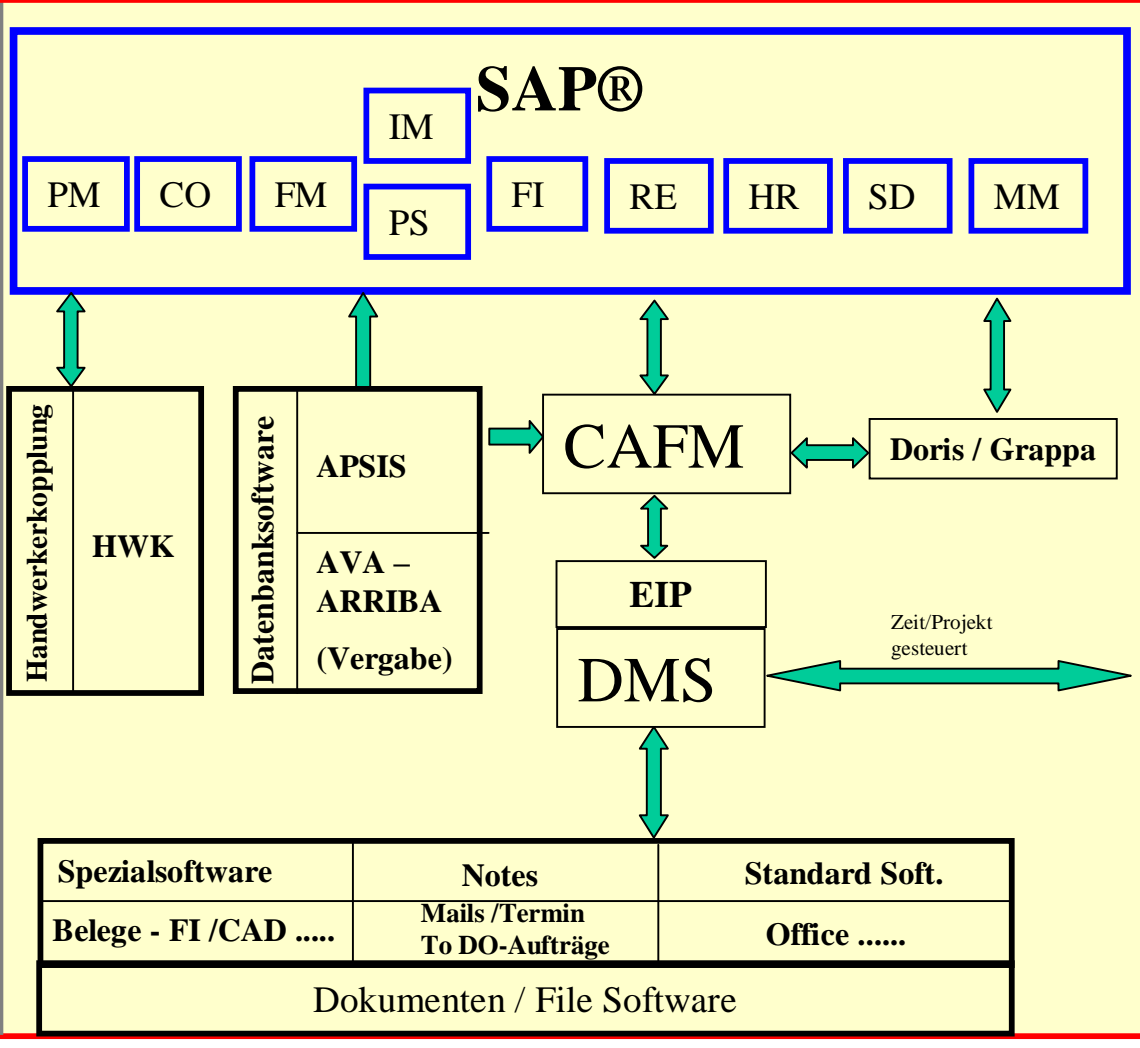 SAP®
IM
PM
CO
FM
PS
FI
RE
HR
SD
MM
Handwerkerkopplung
HWK
Datenbanksoftware
APSIS
AVA –
ARRIBA
(Vergabe)
CAFM
Doris / Grappa
EIP
DMS
Zeit/Projekt
gesteuert
Spezialsoftware
Notes
Standard Soft.
Belege - FI /CAD .....
Mails /Termin
To DO-Aufträge
Office ......
Dokumenten / File Software